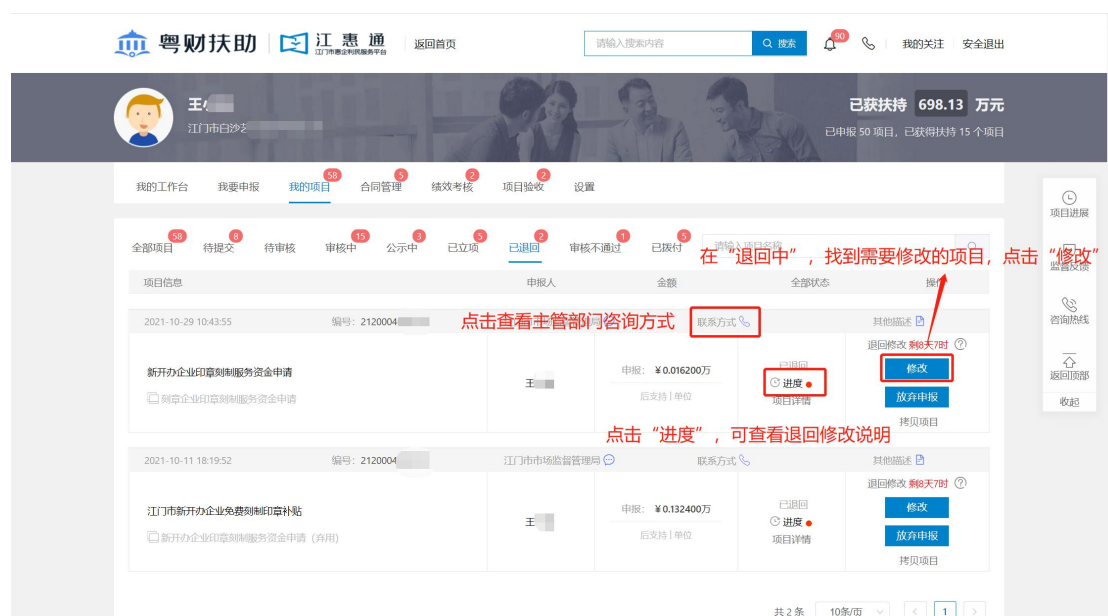 粤财扶助 江惠通 江门市惠企利民服务平台 返回首页 请输入搜索内容 搜索 90 我的关注 安全退出
王
江门市白沙
已获扶持 698.13 万元
已申报 50 项目，已获得扶持 15 个项目
我的工作台 我要申报 我的项目 58 合同管理 5 绩效考核 2 项目验收 2 设置
全部项目 58 待提交 8 待审核 审核中 15 公示中 3 已立项 5 已退回 2 审核不通过 1 已拨付 5 请输入项目名称
在“退回中”，找到需要修改的项目，点击“修改”
项目信息 申报人 金额 全部状态 操作
2021-10-29 10:43:55 编号：2120004 联系方式 其他描述
点击查看主管部门咨询方式
退回修改 剩8天7时
新开办企业印章刻制服务资金申请
刻章企业印章刻制服务资金申请
王
申报：￥0.016200万
后支持 | 单位
已退回
进度
项目详情
修改
放弃申报
拷贝项目
点击“进度”，可查看退回修改说明
2021-10-11 18:19:52 编号：2120004 江门市市场监督管理局 联系方式 其他描述
退回修改 剩8天7时
江门市新开办企业免费刻制印章补贴
新开办企业印章刻制服务资金申请（弃用）
王
申报：￥0.132400万
后支持 | 单位
已退回
进度
项目详情
修改
放弃申报
拷贝项目
共 2 条 10条/页 < 1 >
项目进展
监督反馈
咨询热线
返回顶部
收起